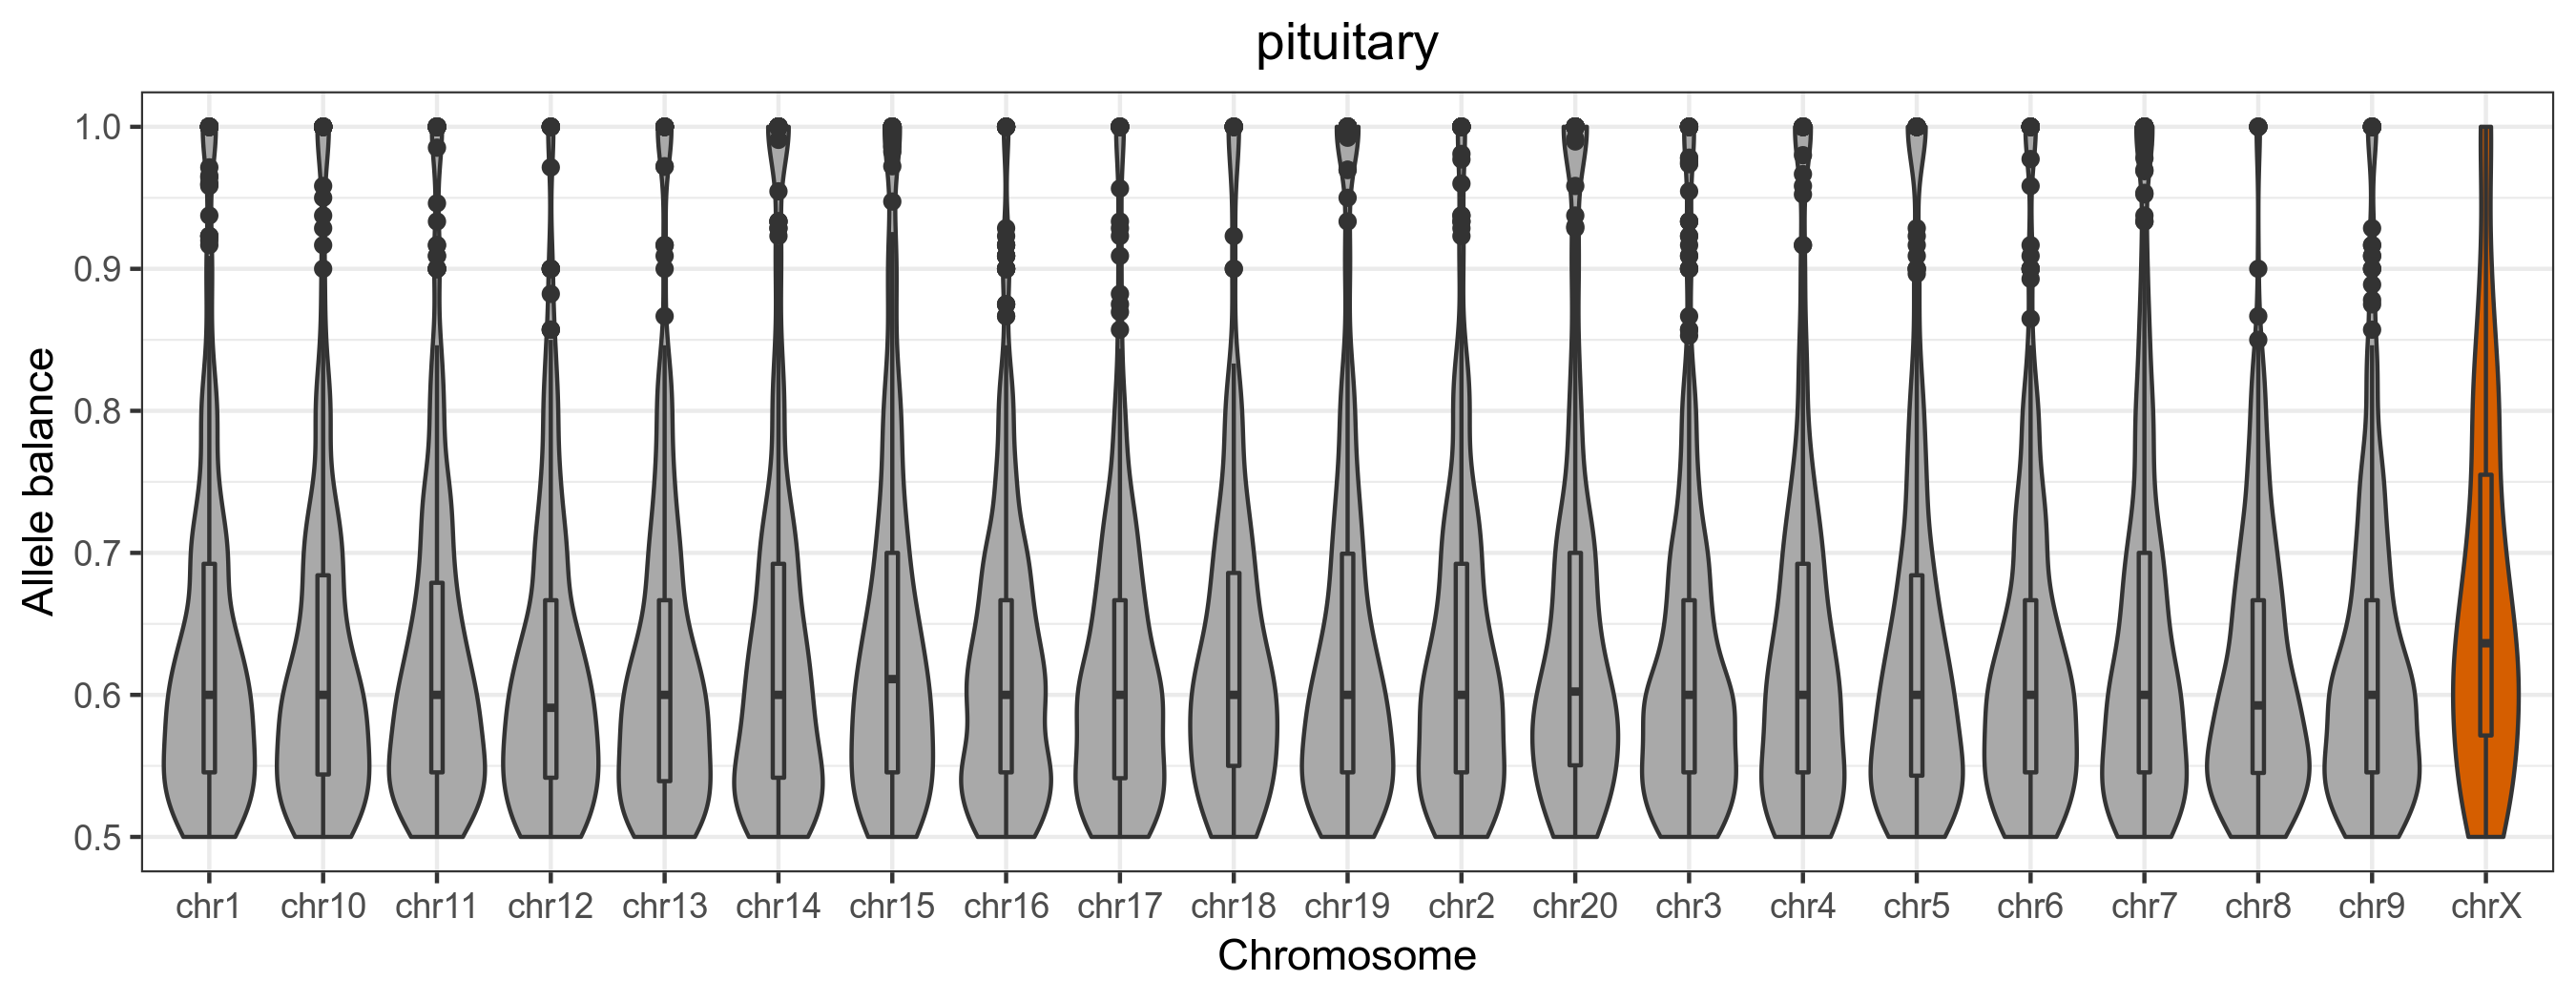 pituitary
Allele balance
1.0
0.9
0.8
0.7
0.6
0.5
chr1 chr10 chr11 chr12 chr13 chr14 chr15 chr16 chr17 chr18 chr19 chr2 chr20 chr3 chr4 chr5 chr6 chr7 chr8 chr9 chrX
Chromosome